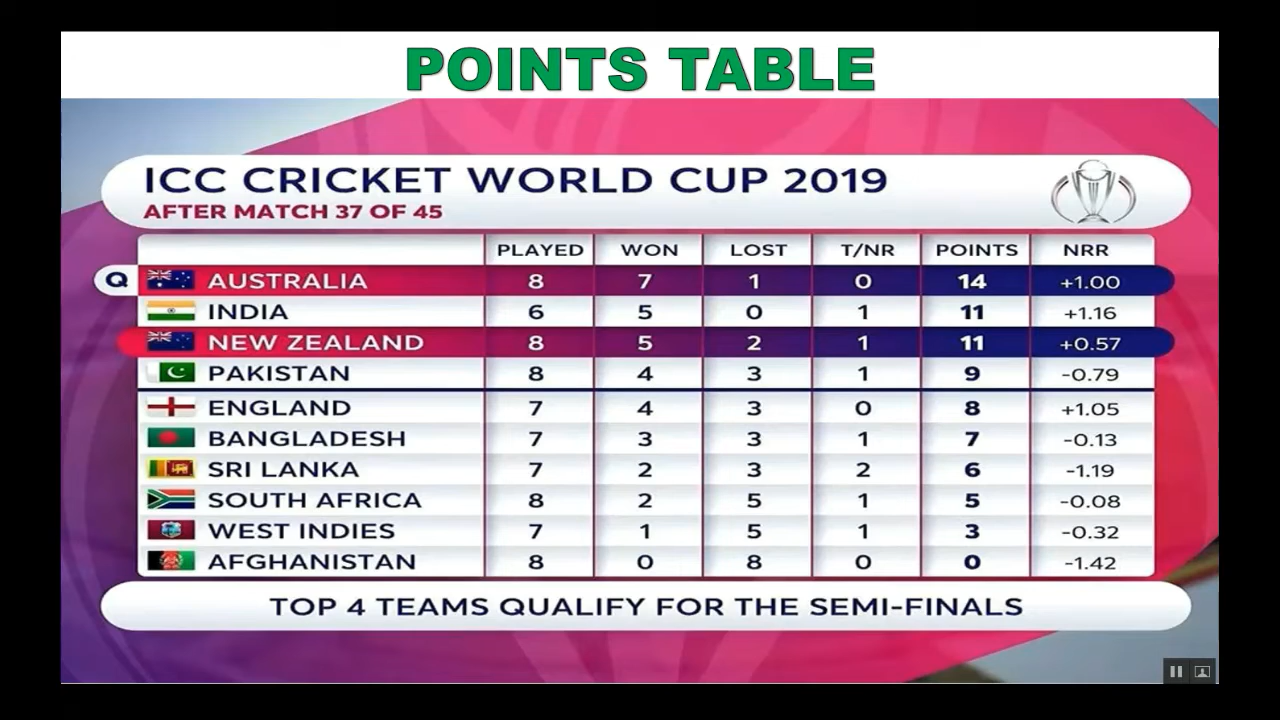 POINTS TABLE
ICC CRICKET WORLD CUP 2019
AFTER MATCH 37 OF 45
PLAYED WON LOST T/NR POINTS NRR
Q AUSTRALIA 8 7 1 0 14 +1.00
INDIA 6 5 0 1 11 +1.16
NEW ZEALAND 8 5 2 1 11 +0.57
PAKISTAN 8 4 3 1 9 -0.79
ENGLAND 7 4 3 0 8 +1.05
BANGLADESH 7 3 3 1 7 -0.13
SRI LANKA 7 2 3 2 6 -1.19
SOUTH AFRICA 8 2 5 1 5 -0.08
WEST INDIES 7 1 5 1 3 -0.32
AFGHANISTAN 8 0 8 0 0 -1.42
TOP 4 TEAMS QUALIFY FOR THE SEMI-FINALS